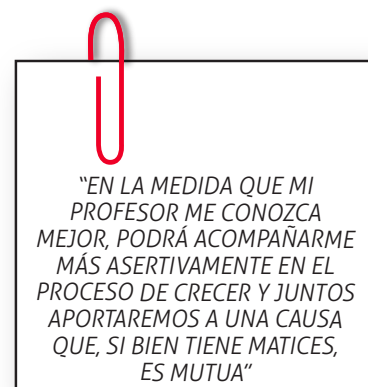 “EN LA MEDIDA QUE MI
PROFESOR ME CONOZCA
MEJOR, PODRÁ ACOMPAÑARME
MÁS ASERTIVAMENTE EN EL
PROCESO DE CRECER Y JUNTOS
APORTAREMOS A UNA CAUSA
QUE, SI BIEN TIENE MATICES,
ES MUTUA”